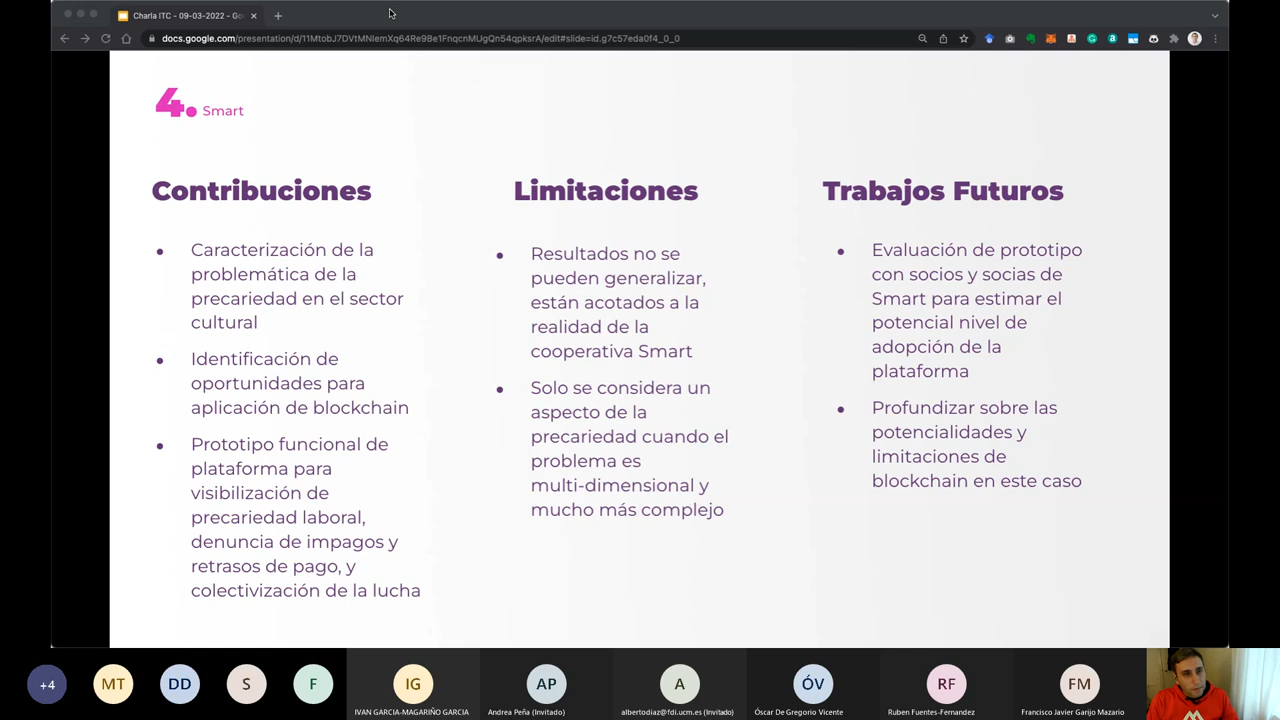 Charla ITC - 09-03-2022 - Go
docs.google.com/presentation/d/11MtobJ7DVtMNlemXq64Re9Be1FnqcnMUgQn54qpksrA/edit#slide=id.g7c57eda0f4_0_0
4. Smart
Contribuciones
Caracterización de la
problemática de la
precariedad en el sector
cultural
Identificación de
oportunidades para
aplicación de blockchain
Prototipo funcional de
plataforma para
visibilización de
precariedad laboral,
denuncia de impagos y
retrasos de pago, y
colectivización de la lucha
Limitaciones
Resultados no se
pueden generalizar,
están acotados a la
realidad de la
cooperativa Smart
Solo se considera un
aspecto de la
precariedad cuando el
problema es
multi-dimensional y
mucho más complejo
Trabajos Futuros
Evaluación de prototipo
con socios y socias de
Smart para estimar el
potencial nivel de
adopción de la
plataforma
Profundizar sobre las
potencialidades y
limitaciones de
blockchain en este caso
+4
MT
DD
S
F
IG
IVAN GARCIA-MAGARIÑO GARCIA
AP
Andrea Peña (Invitado)
A
albertodiaz@fdi.ucm.es (Invitado)
ÓV
Óscar De Gregorio Vicente
RF
Ruben Fuentes-Fernandez
FM
Francisco Javier Garijo Mazario